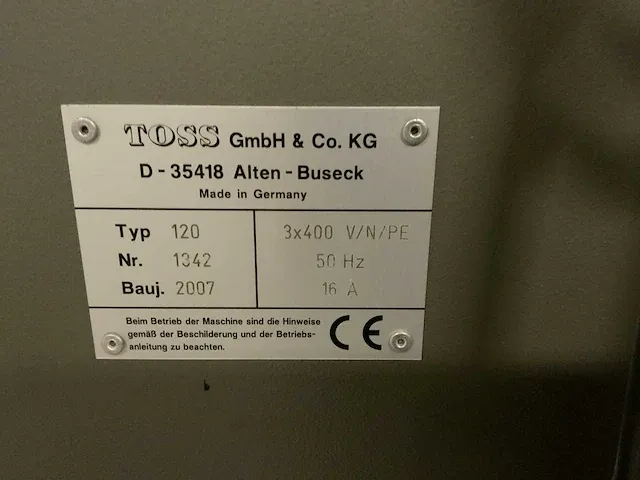 TOSS GmbH & Co. KG
D - 35418 Alten - Buseck
Made in Germany
Typ 120
Nr. 1342
Bauj. 2007
3x400 V/N/PE
50 Hz
16 A
Beim Betrieb der Maschine sind die Hinweise
gemäß der Beschilderung und der Betriebs-
anleitung zu beachten.
CE